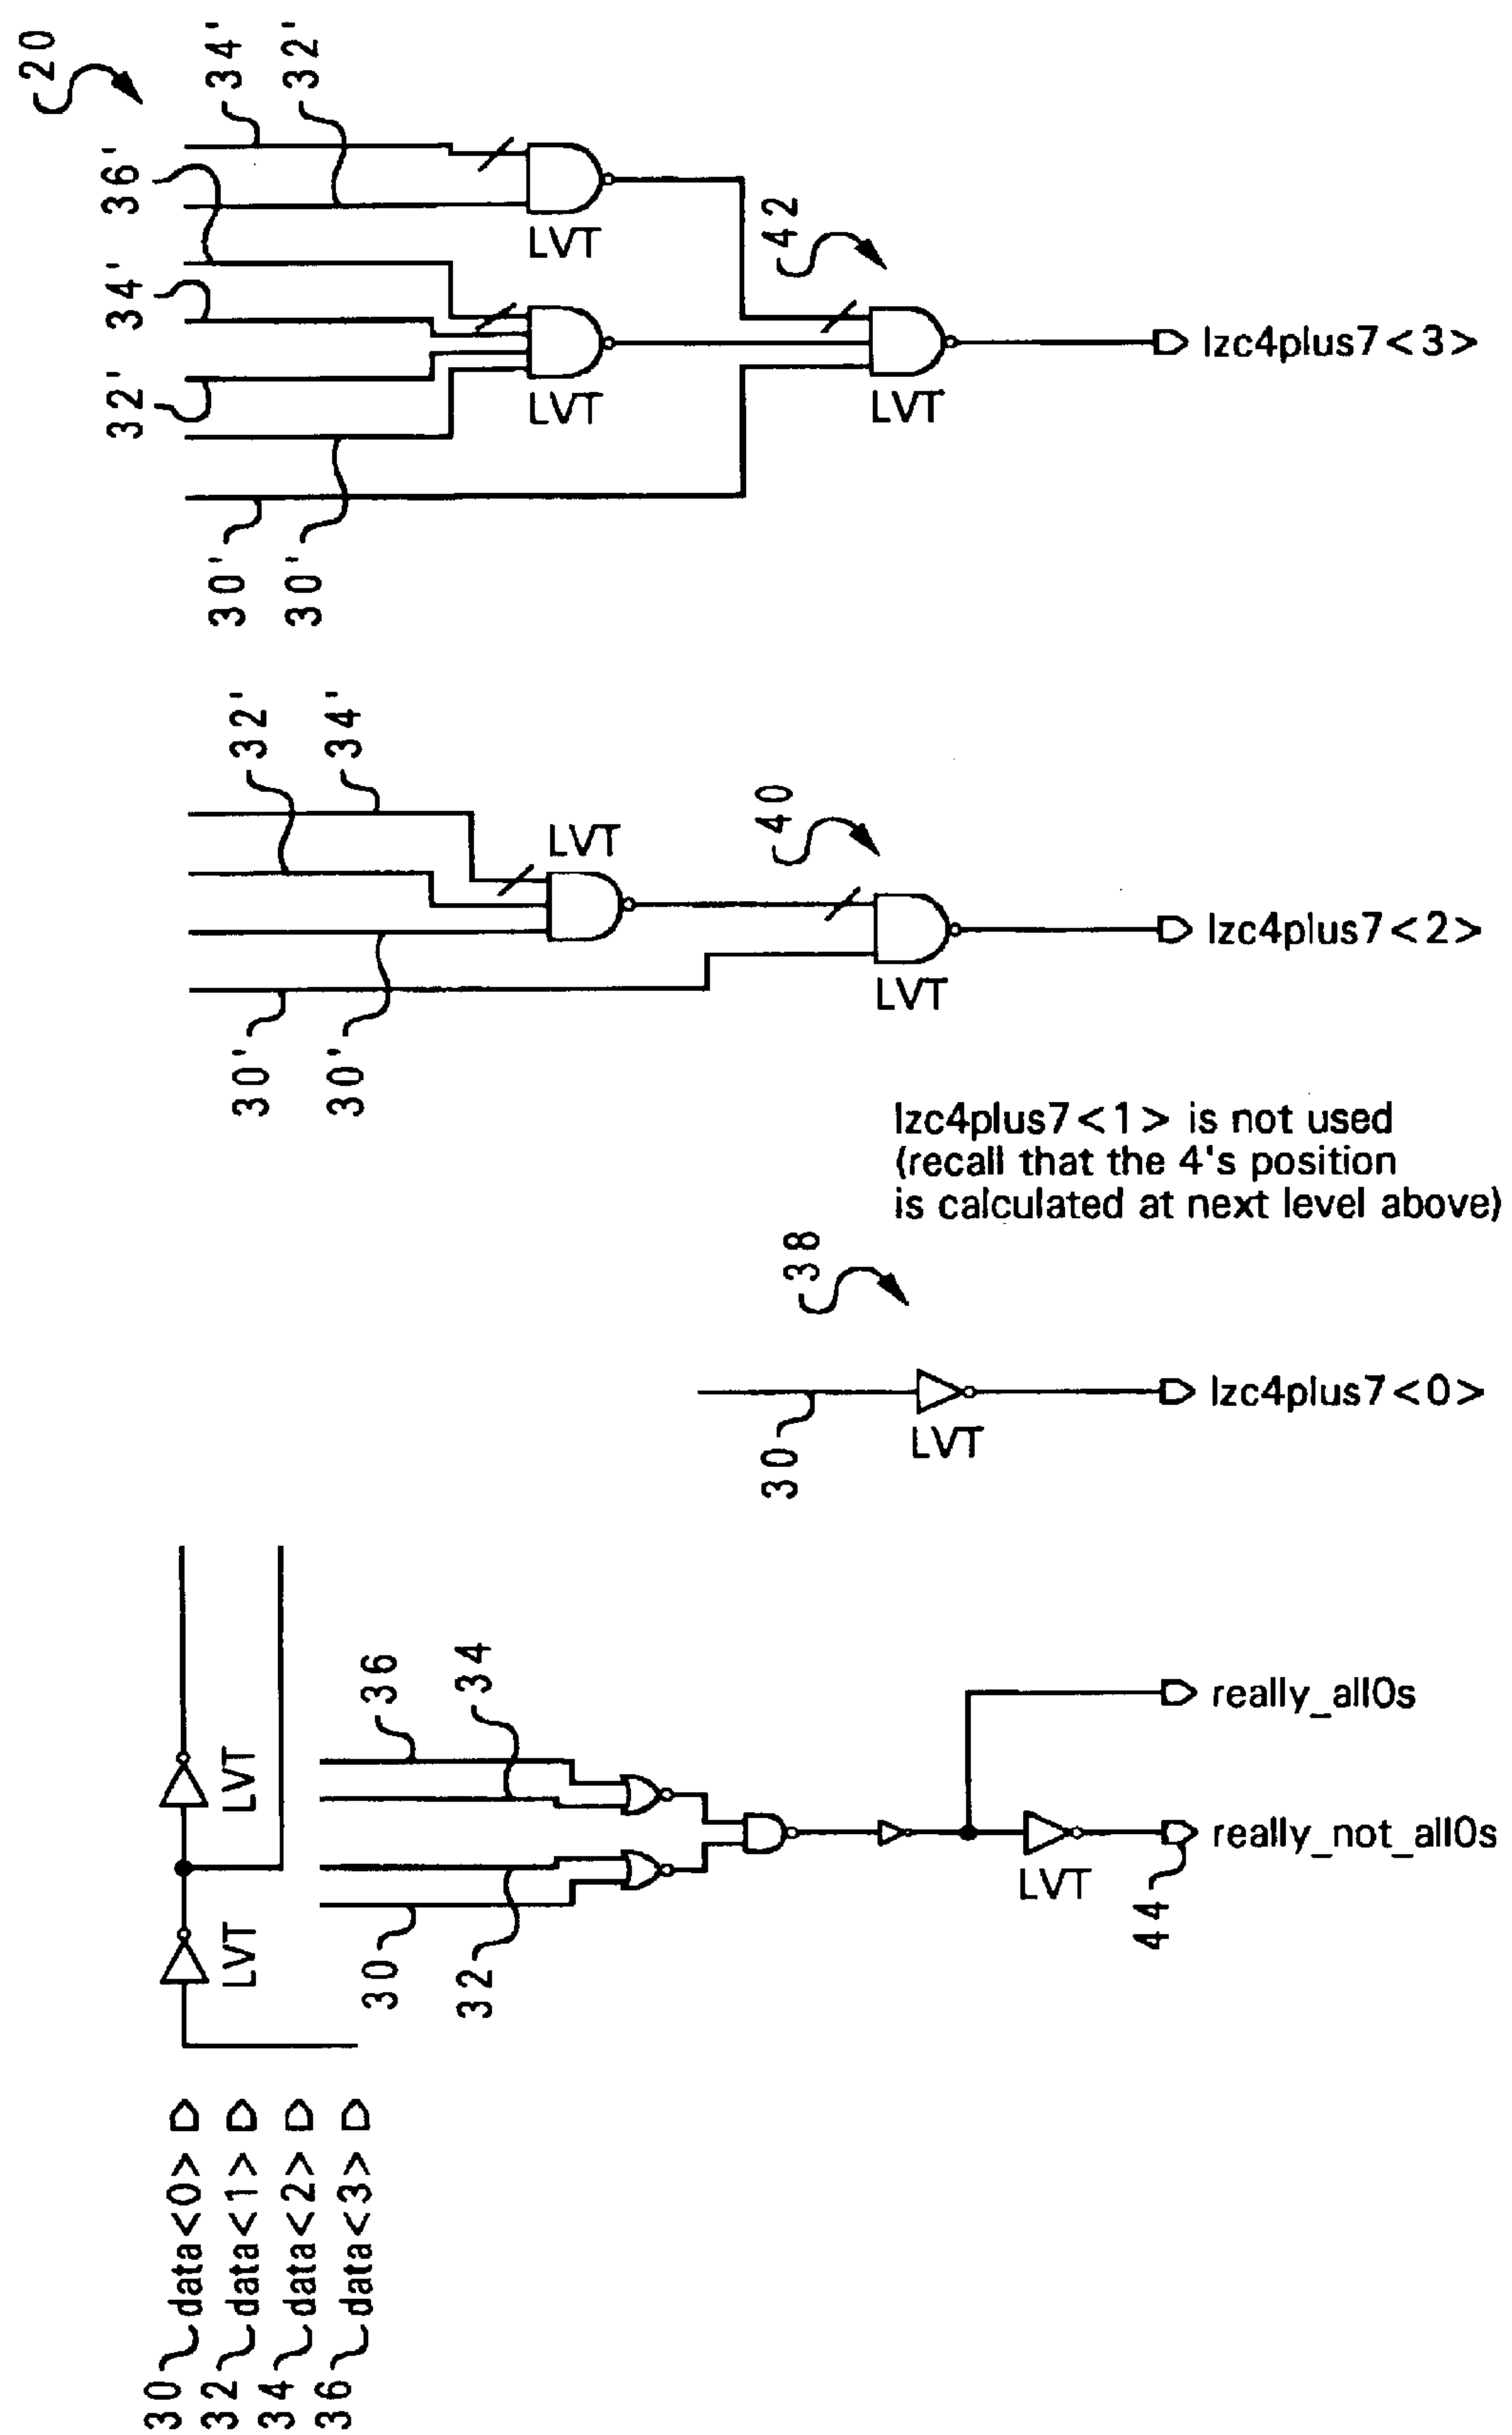 20
34'
32'
36'
34'
32'
30'
30'
LVT
LVT
42
LVT
lzc4plus7<3>
32'
34'
30'
30'
LVT
40
LVT
lzc4plus7<2>
lzc4plus7<1> is not used
(recall that the 4's position
is calculated at next level above)
38
30
LVT
lzc4plus7<0>
LVT
LVT
36
34
30
32
really_all0s
LVT
44
really_not_all0s
30 data<0>
32 data<1>
34 data<2>
36 data<3>